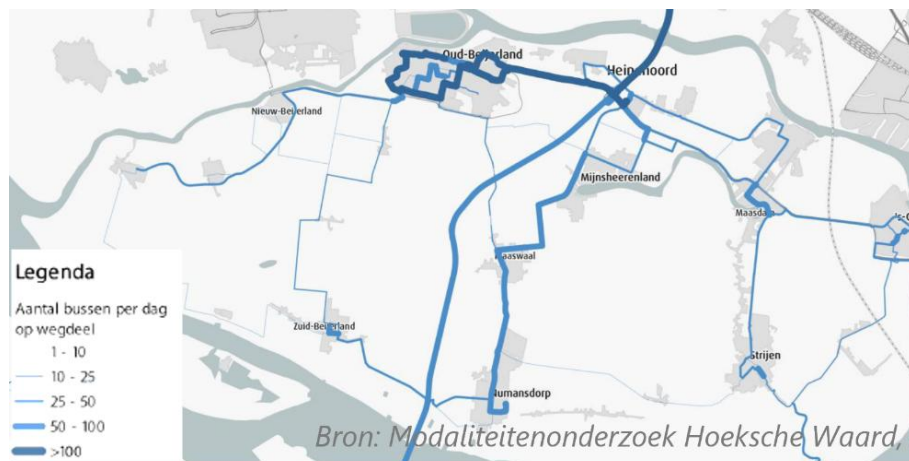 Oud-Beijerland
Heinenoord
Nieuw-Beijerland
Mijnsheerenland
Maasda
Legenda
Aantal bussen per dag
op wegdeel
1 - 10
10 - 25
25 - 50
50 - 100
>100
Zuid-Beijerland
Strijen
Numansdorp
Bron: Modaliteitenonderzoek Hoeksche Waard,